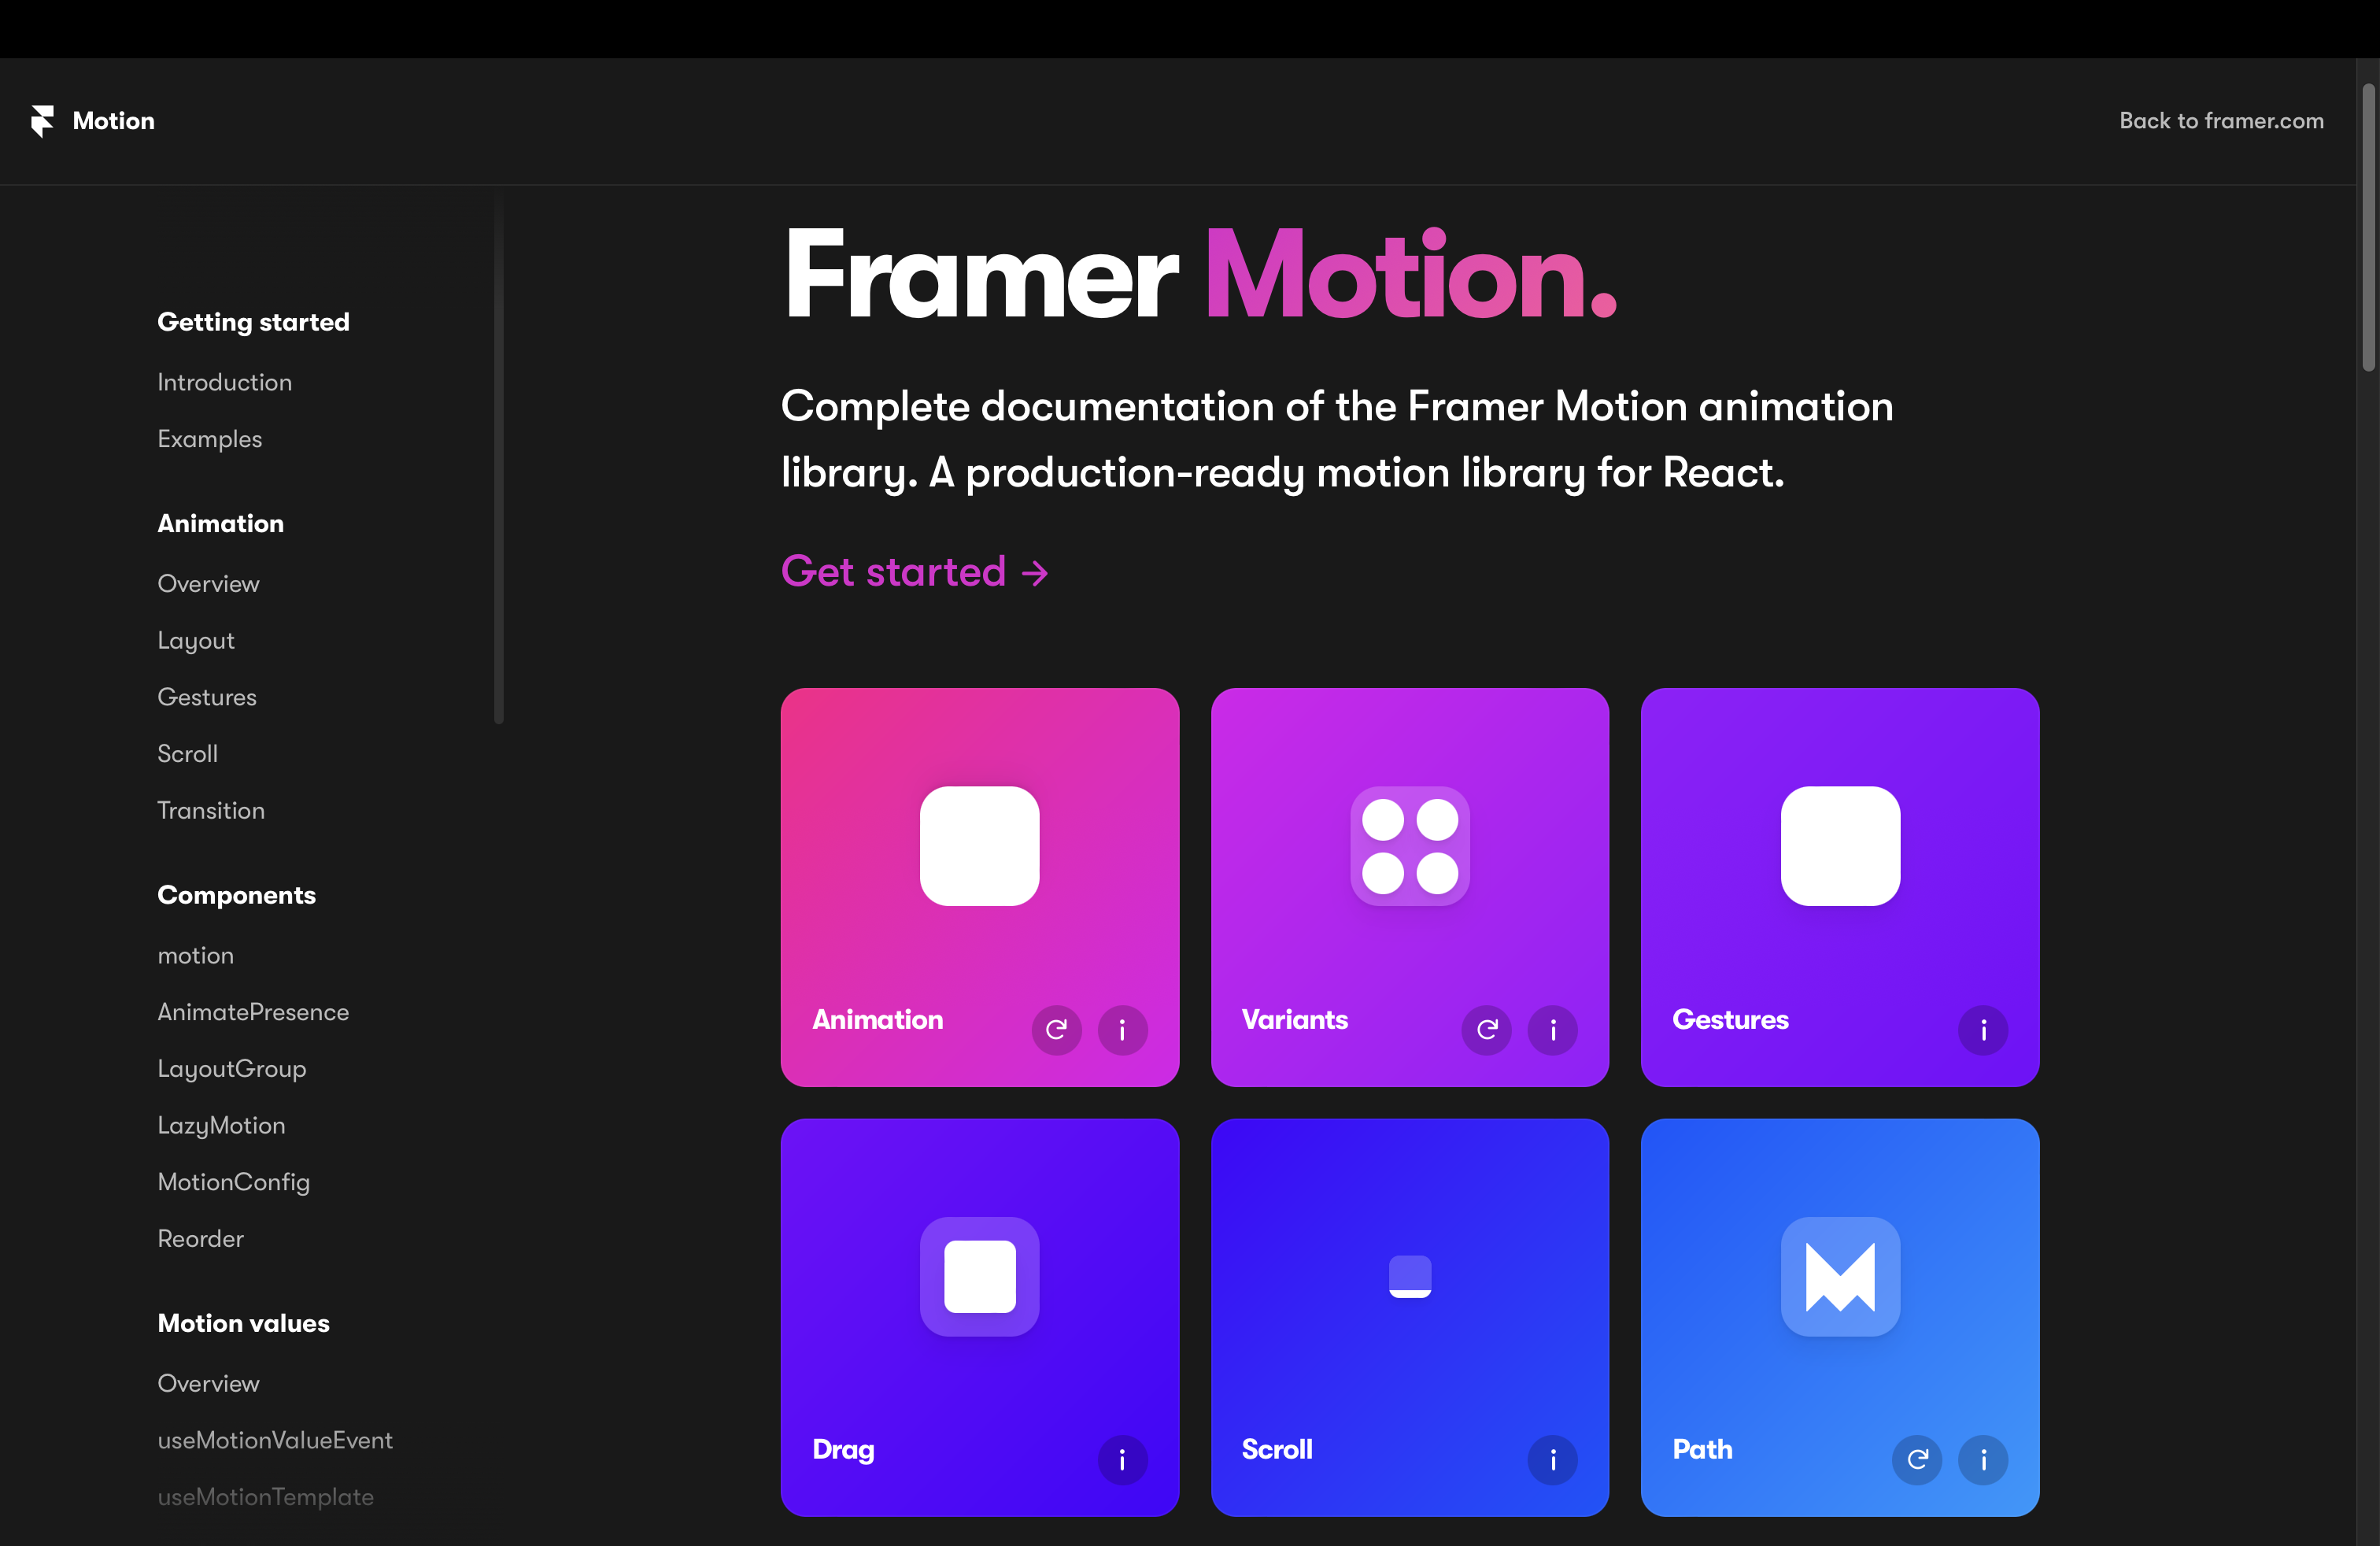 Motion
Back to framer.com
Getting started
Introduction
Examples
Animation
Overview
Layout
Gestures
Scroll
Transition
Components
motion
AnimatePresence
LayoutGroup
LazyMotion
MotionConfig
Reorder
Motion values
Overview
useMotionValueEvent
useMotionTemplate
Framer Motion.
Complete documentation of the Framer Motion animation
library. A production-ready motion library for React.
Get started →
Animation
Variants
Gestures
Drag
Scroll
Path